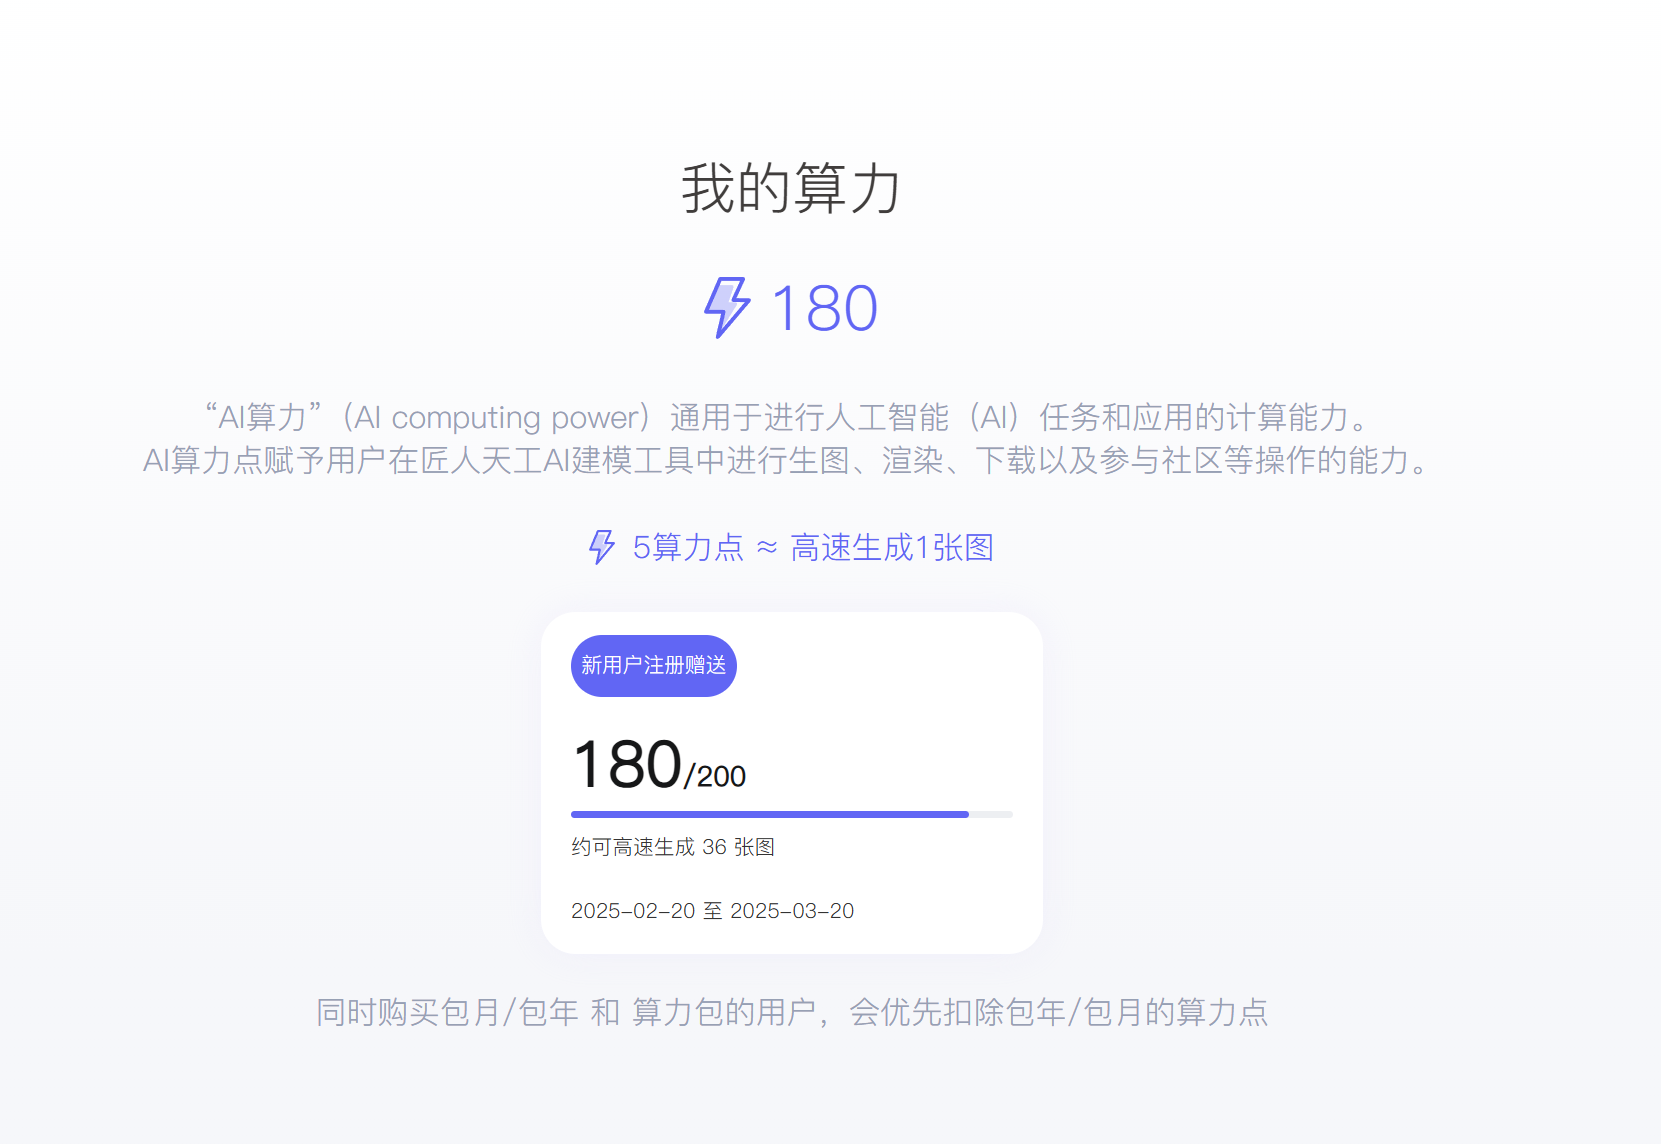 我的算力
180
“AI算力”（AI computing power）通用于进行人工智能（AI）任务和应用的计算能力。
AI算力点赋予用户在匠人天工AI建模工具中进行生图、渲染、下载以及参与社区等操作的能力。
5算力点 ≈ 高速生成1张图
新用户注册赠送
180/200
约可高速生成 36 张图
2025-02-20 至 2025-03-20
同时购买包月/包年 和 算力包的用户，会优先扣除包年/包月的算力点